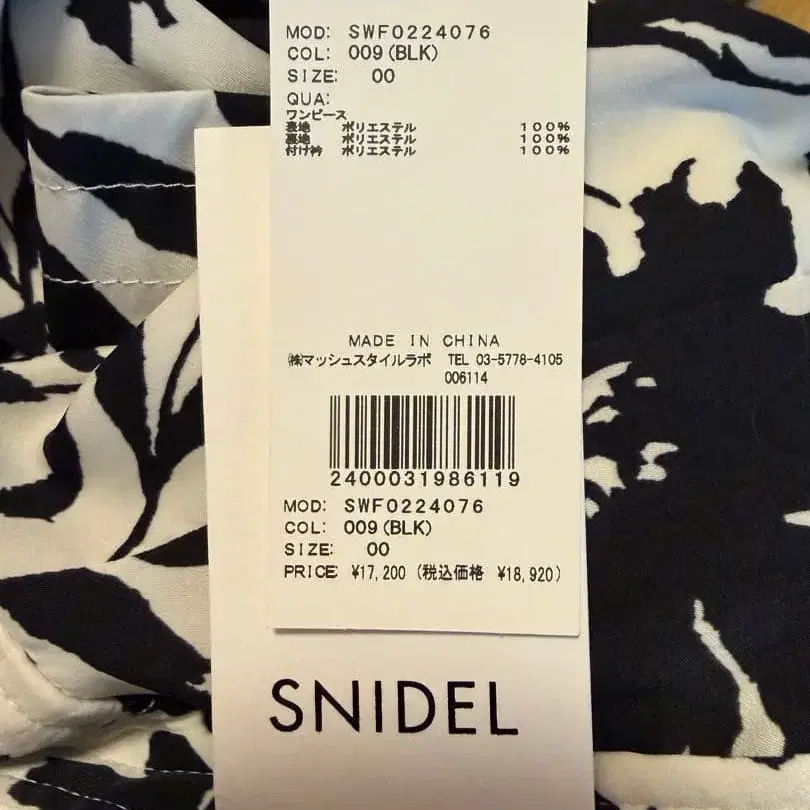 MOD: SWF0224076
COL: 009(BLK)
SIZE: 00
QUA:
ワンピース
表地 ポリエステル 100%
裏地 ポリエステル 100%
付け衿 ポリエステル 100%
MADE IN CHINA
㈱マッシュスタイルラボ TEL 03-5778-4105
006114
2400031986119
MOD: SWF0224076
COL: 009(BLK)
SIZE: 00
PRICE: ¥17,200 (税込価格 ¥18,920)
SNIDEL